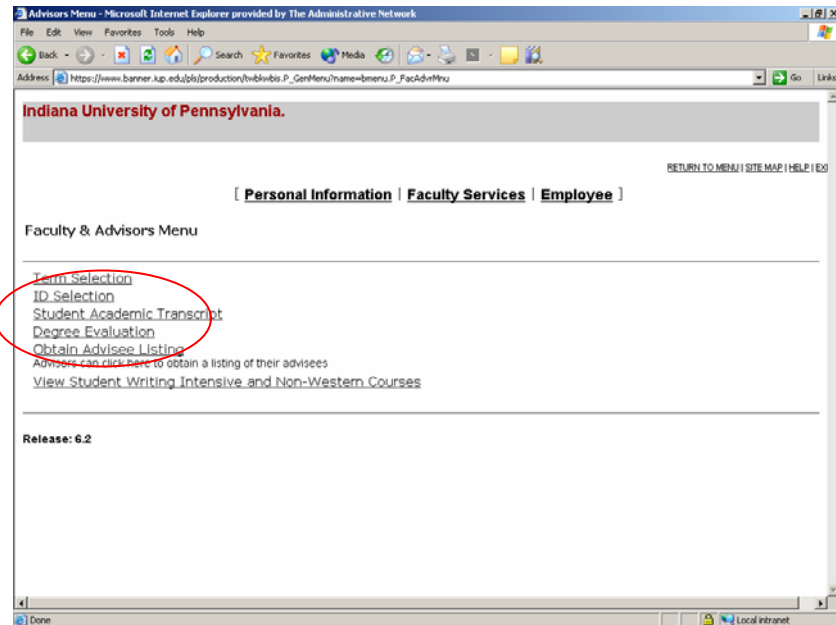 Advisors Menu - Microsoft Internet Explorer provided by The Administrative Network
File Edit View Favorites Tools Help
Back Search Favorites Media
Address https://www.banner.iup.edu/pls/production/twbkwbis.P_GenMenu?name=bmenu.P_FacAdvrMnu Go Links
Indiana University of Pennsylvania.
RETURN TO MENU | SITE MAP | HELP | EXI
[ Personal Information | Faculty Services | Employee ]
Faculty & Advisors Menu
Term Selection
ID Selection
Student Academic Transcript
Degree Evaluation
Obtain Advisee Listing
Advisors can click here to obtain a listing of their advisees
View Student Writing Intensive and Non-Western Courses
Release: 6.2
Done Local intranet